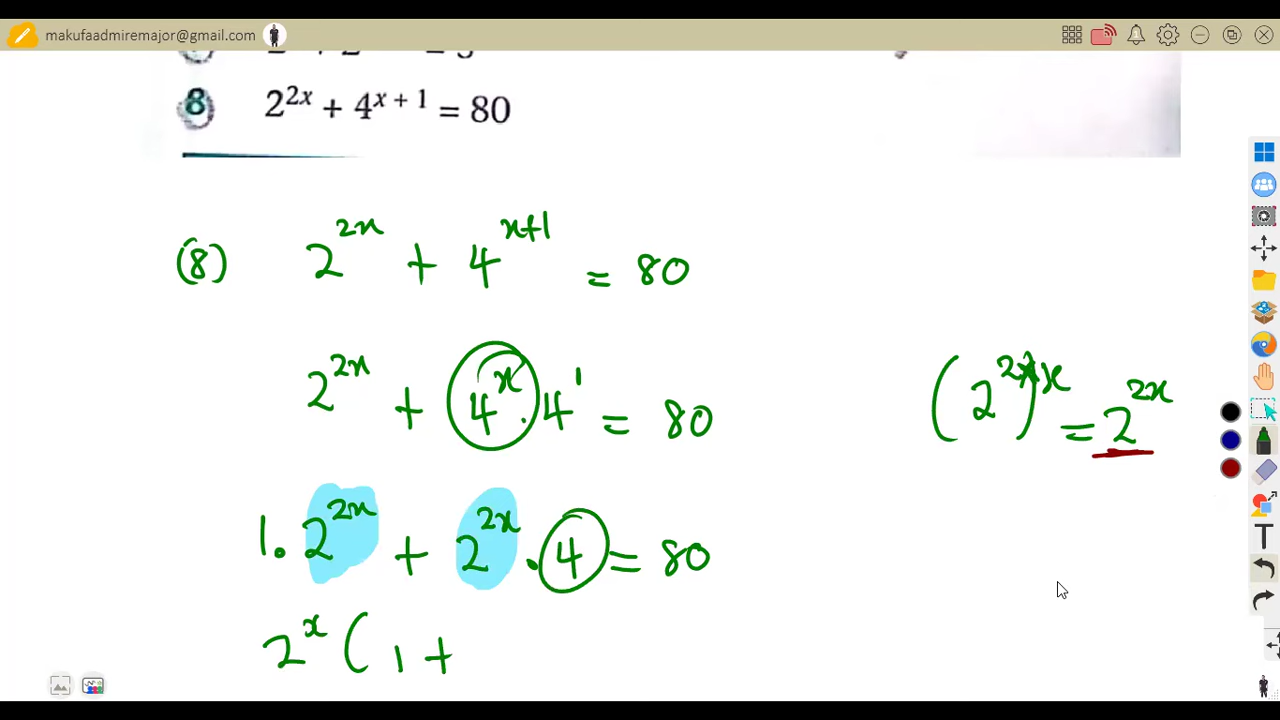 makufaadmiremajor@gmail.com
8 2^{2x} + 4^{x + 1} = 80
(8) 2^{2x} + 4^{x+1} = 80
2^{2x} + 4^{x} . 4^{1} = 80
(2^{2})^{x} = 2^{2x}
1 . 2^{2x} + 2^{2x} . 4 = 80
2^{x} ( 1 +
T